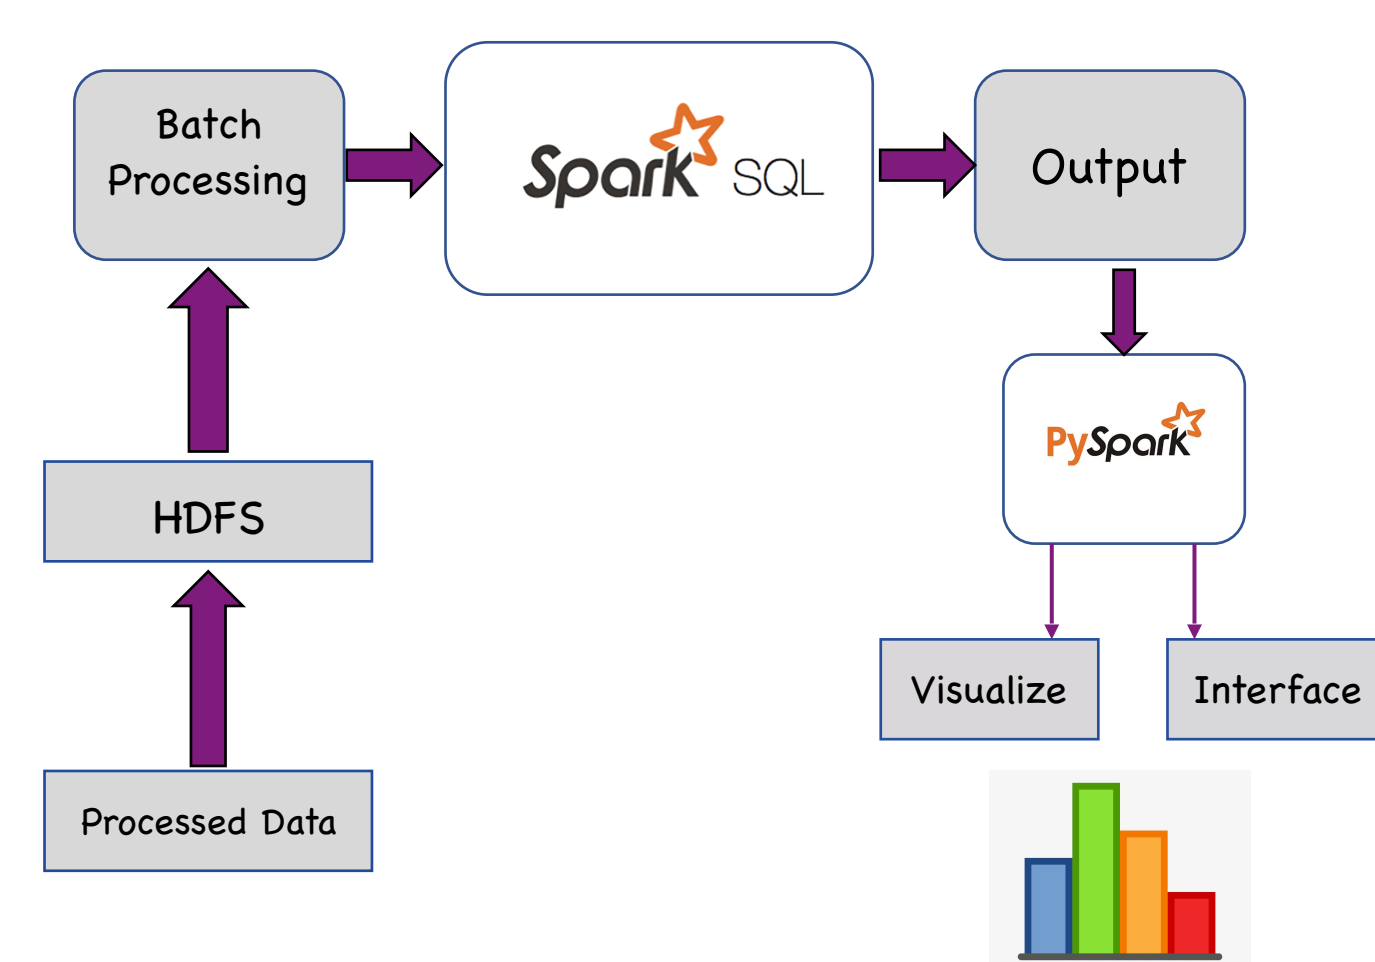 Batch
Processing
Spark SQL
Output
PySpark
HDFS
Visualize
Interface
Processed Data